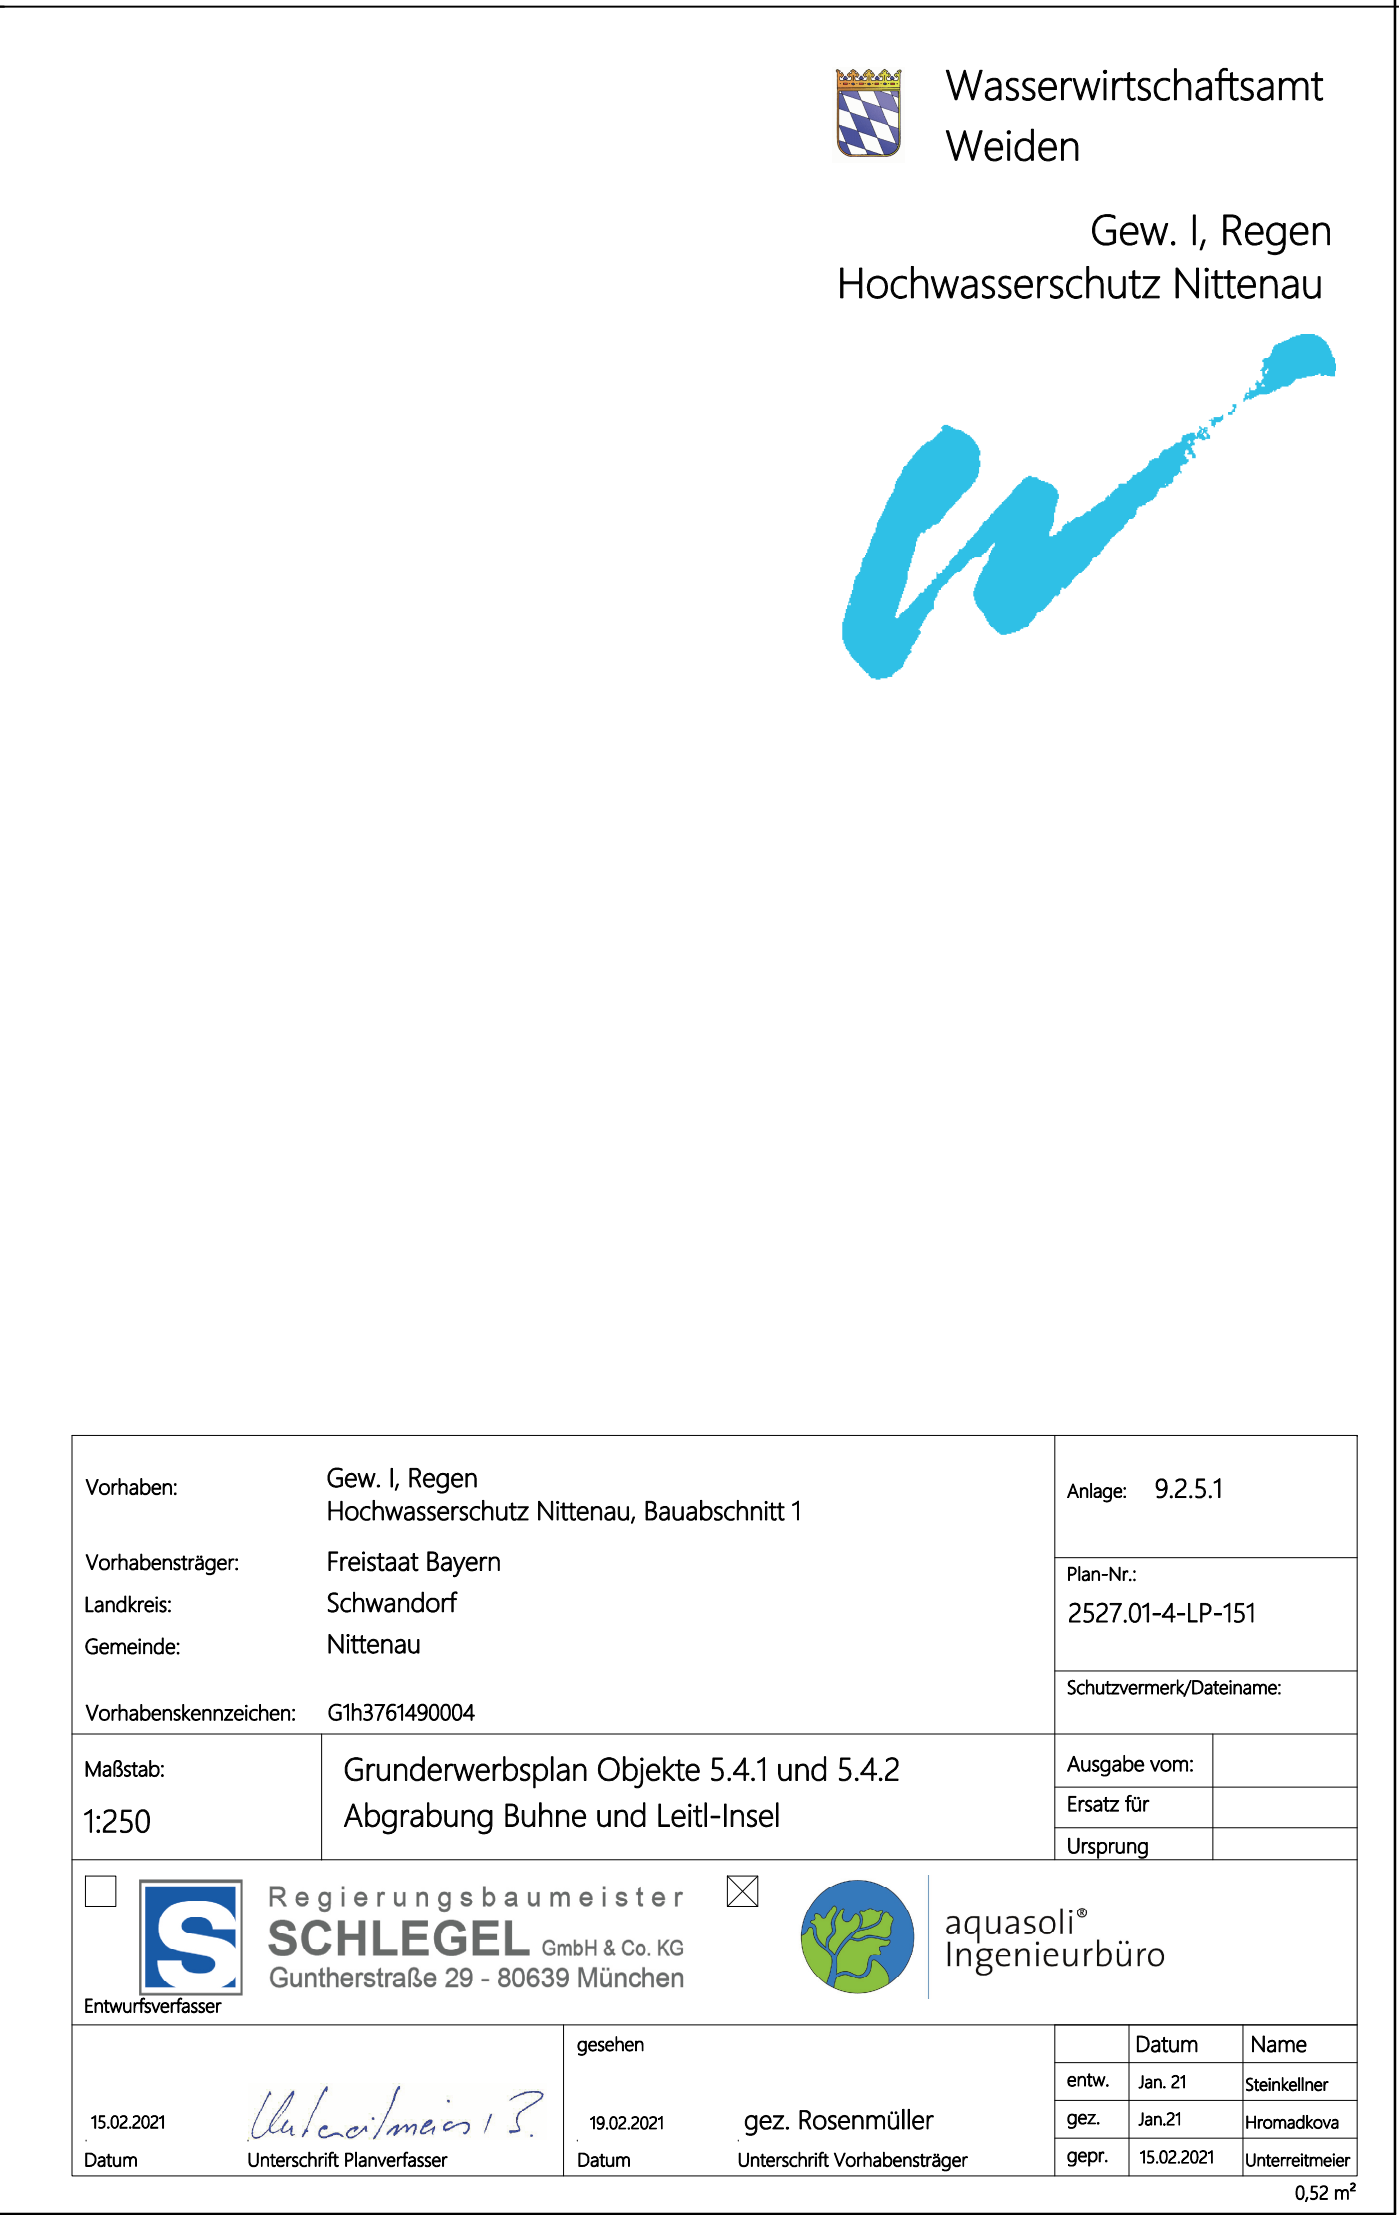 Wasserwirtschaftsamt
Weiden
Gew. I, Regen
Hochwasserschutz Nittenau
Vorhaben: Gew. I, Regen
Hochwasserschutz Nittenau, Bauabschnitt 1
Vorhabensträger: Freistaat Bayern
Landkreis: Schwandorf
Gemeinde: Nittenau
Vorhabenskennzeichen: G1h3761490004
Anlage: 9.2.5.1
Plan-Nr.:
2527.01-4-LP-151
Schutzvermerk/Dateiname:
Maßstab:
1:250
Grunderwerbsplan Objekte 5.4.1 und 5.4.2
Abgrabung Buhne und Leitl-Insel
Ausgabe vom:
Ersatz für
Ursprung
S
Regierungsbaumeister
SCHLEGEL GmbH & Co. KG
Guntherstraße 29 - 80639 München
aquasoli®
Ingenieurbüro
Entwurfsverfasser
15.02.2021 Unterreitmeier, B.
Datum Unterschrift Planverfasser
gesehen
19.02.2021 gez. Rosenmüller
Datum Unterschrift Vorhabensträger
Datum Name
entw. Jan. 21 Steinkellner
gez. Jan.21 Hromadkova
gepr. 15.02.2021 Unterreitmeier
0,52 m²